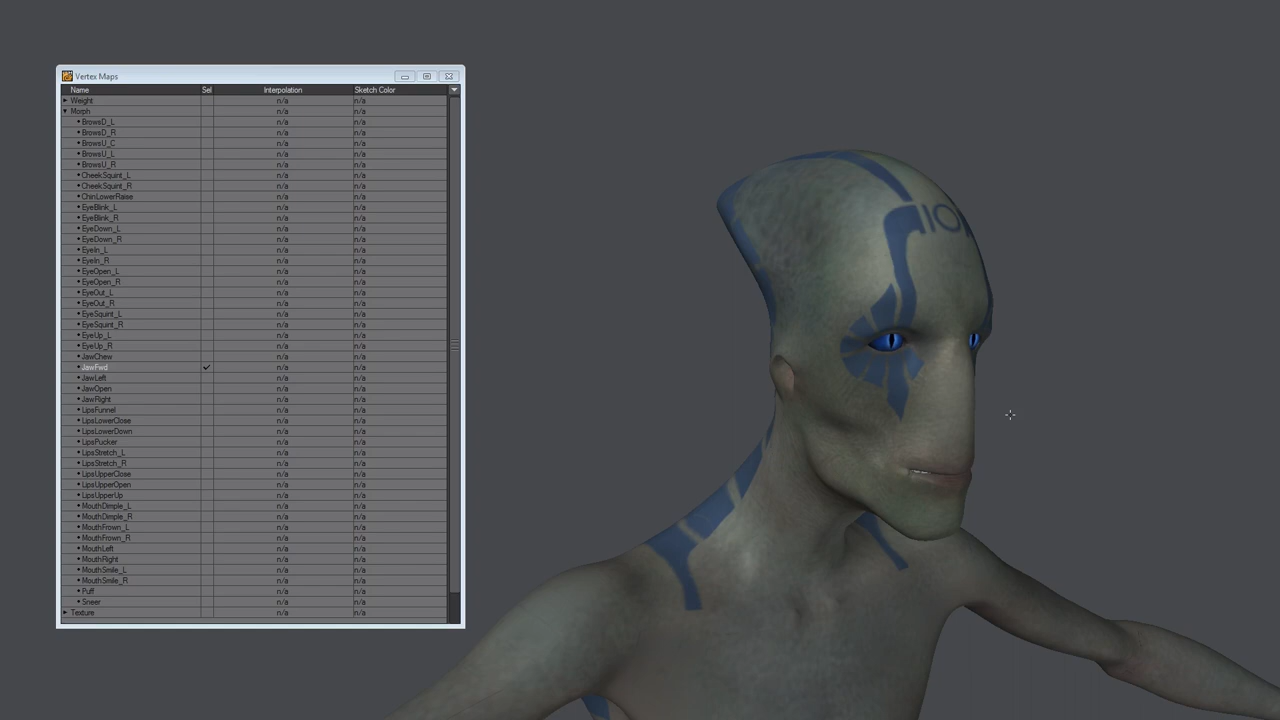 Vertex Maps
Name Sel Interpolation Sketch Color
Weight n/a n/a
Morph n/a n/a
BrowsD_L n/a n/a
BrowsD_R n/a n/a
BrowsU_C n/a n/a
BrowsU_L n/a n/a
BrowsU_R n/a n/a
CheekSquint_L n/a n/a
CheekSquint_R n/a n/a
ChinLowerRaise n/a n/a
EyeBlink_L n/a n/a
EyeBlink_R n/a n/a
EyeDown_L n/a n/a
EyeDown_R n/a n/a
EyeIn_L n/a n/a
EyeIn_R n/a n/a
EyeOpen_L n/a n/a
EyeOpen_R n/a n/a
EyeOut_L n/a n/a
EyeOut_R n/a n/a
EyeSquint_L n/a n/a
EyeSquint_R n/a n/a
EyeUp_L n/a n/a
EyeUp_R n/a n/a
JawChew n/a n/a
JawFwd n/a n/a
JawLeft n/a n/a
JawOpen n/a n/a
JawRight n/a n/a
LipsFunnel n/a n/a
LipsLowerClose n/a n/a
LipsLowerDown n/a n/a
LipsPucker n/a n/a
LipsStretch_L n/a n/a
LipsStretch_R n/a n/a
LipsUpperClose n/a n/a
LipsUpperOpen n/a n/a
LipsUpperUp n/a n/a
MouthDimple_L n/a n/a
MouthDimple_R n/a n/a
MouthFrown_L n/a n/a
MouthFrown_R n/a n/a
MouthLeft n/a n/a
MouthRight n/a n/a
MouthSmile_L n/a n/a
MouthSmile_R n/a n/a
Puff n/a n/a
Sneer n/a n/a
Texture n/a n/a